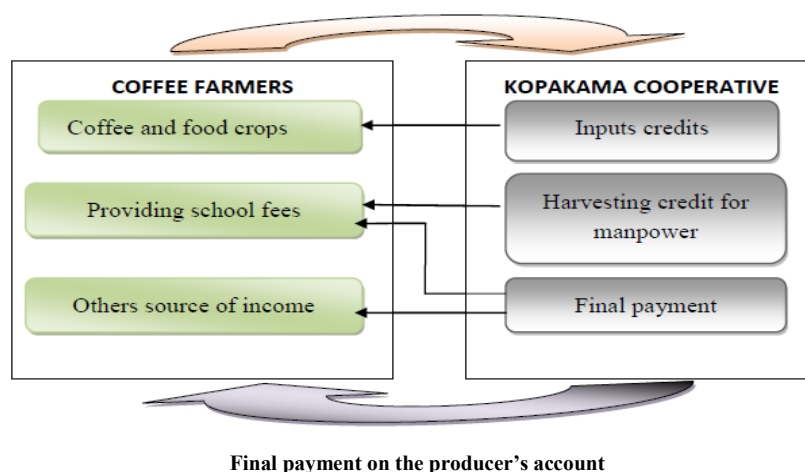 COFFEE FARMERS
Coffee and food crops
Providing school fees
Others source of income
KOPAKAMA COOPERATIVE
Inputs credits
Harvesting credit for
manpower
Final payment
Final payment on the producer's account